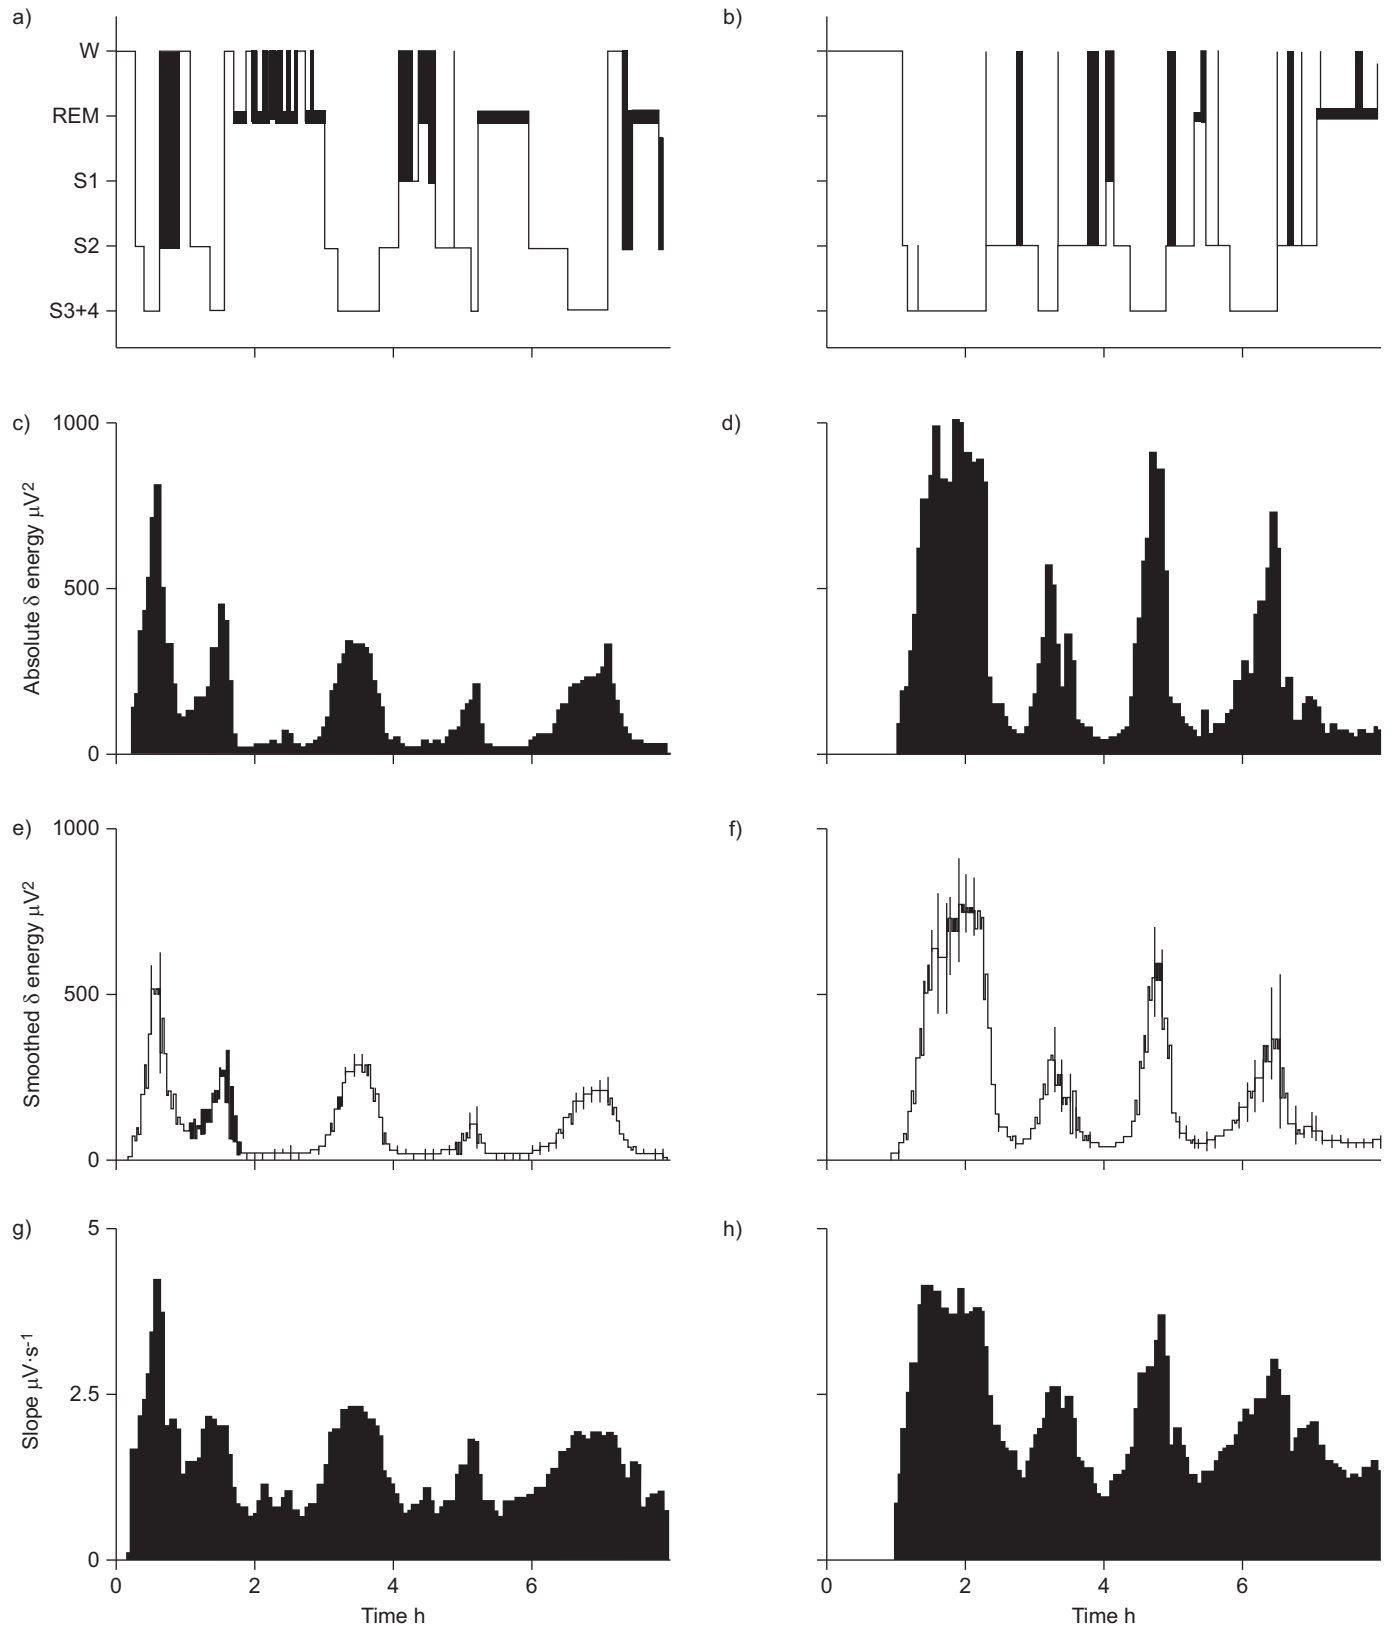 a)
b)
W
REM
S1
S2
S3+4
c)
1000
d)
500
0
Absolute δ energy μV2
e)
1000
f)
500
0
Smoothed δ energy μV2
g)
5
h)
2.5
0
Slope μV·s-1
0 2 4 6
0 2 4 6
Time h
Time h